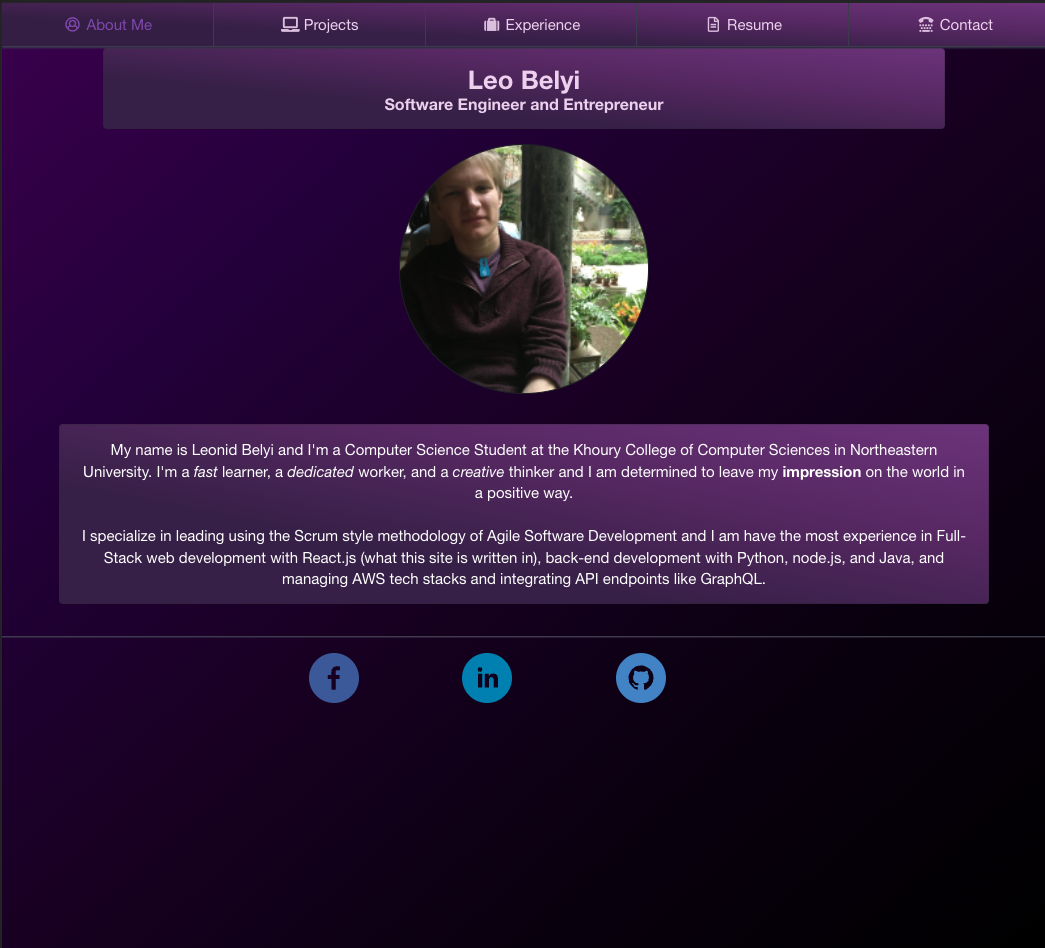 About Me
Projects
Experience
Resume
Contact
Leo Belyi
Software Engineer and Entrepreneur
My name is Leonid Belyi and I'm a Computer Science Student at the Khoury College of Computer Sciences in Northeastern
University. I'm a fast learner, a dedicated worker, and a creative thinker and I am determined to leave my impression on the world in
a positive way.
I specialize in leading using the Scrum style methodology of Agile Software Development and I am have the most experience in Full-
Stack web development with React.js (what this site is written in), back-end development with Python, node.js, and Java, and
managing AWS tech stacks and integrating API endpoints like GraphQL.
f
in